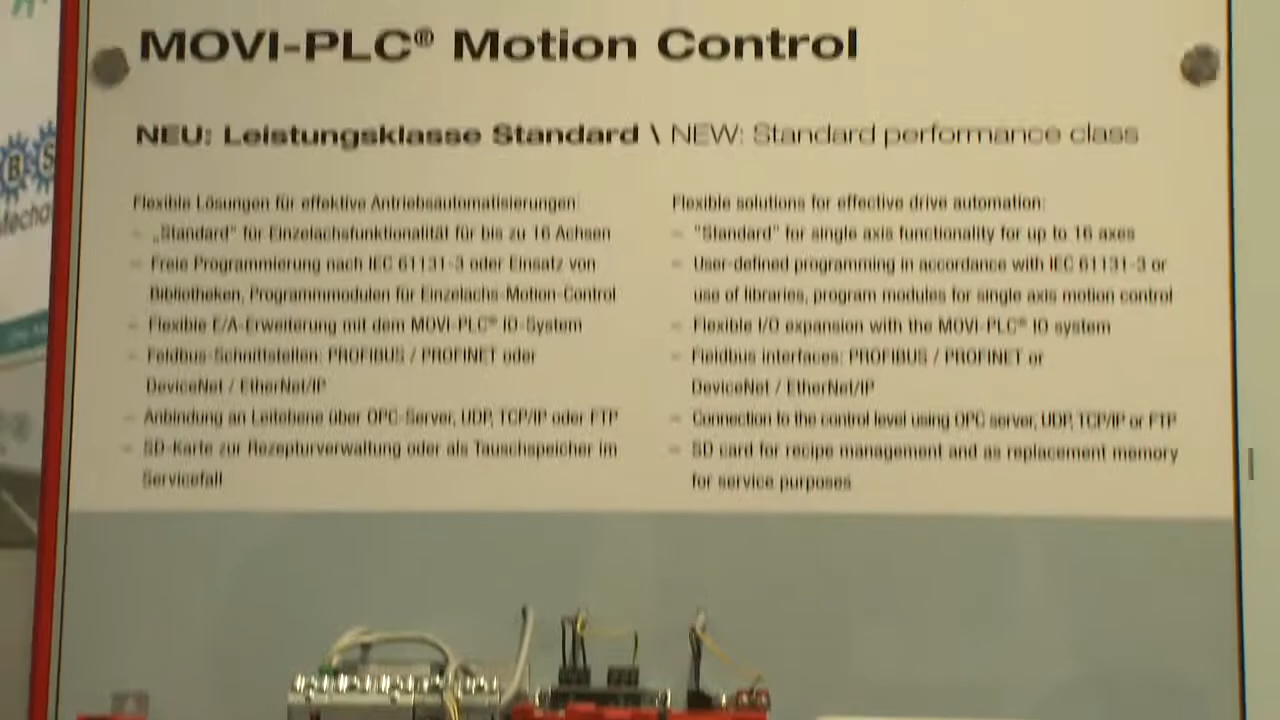 MOVI-PLC® Motion Control
NEU: Leistungsklasse Standard \ NEW: Standard performance class
Flexible Lösungen für effektive Antriebsautomatisierungen:
– „Standard" für Einzelachsfunktionalität für bis zu 16 Achsen
– Freie Programmierung nach IEC 61131-3 oder Einsatz von
Bibliotheken, Programmmodulen für Einzelachs-Motion-Control
– Flexible E/A-Erweiterung mit dem MOVI-PLC® IO-System
– Feldbus-Schnittstellen: PROFIBUS / PROFINET oder
DeviceNet / EtherNet/IP
– Anbindung an Leitebene über OPC-Server, UDP, TCP/IP oder FTP
– SD-Karte zur Rezepturverwaltung oder als Tauschspeicher im
Servicefall
Flexible solutions for effective drive automation:
– "Standard" for single axis functionality for up to 16 axes
– User-defined programming in accordance with IEC 61131-3 or
use of libraries, program modules for single axis motion control
– Flexible I/O expansion with the MOVI-PLC® IO system
– Fieldbus interfaces: PROFIBUS / PROFINET or
DeviceNet / EtherNet/IP
– Connection to the control level using OPC server, UDP, TCP/IP or FTP
– SD card for recipe management and as replacement memory
for service purposes
B S